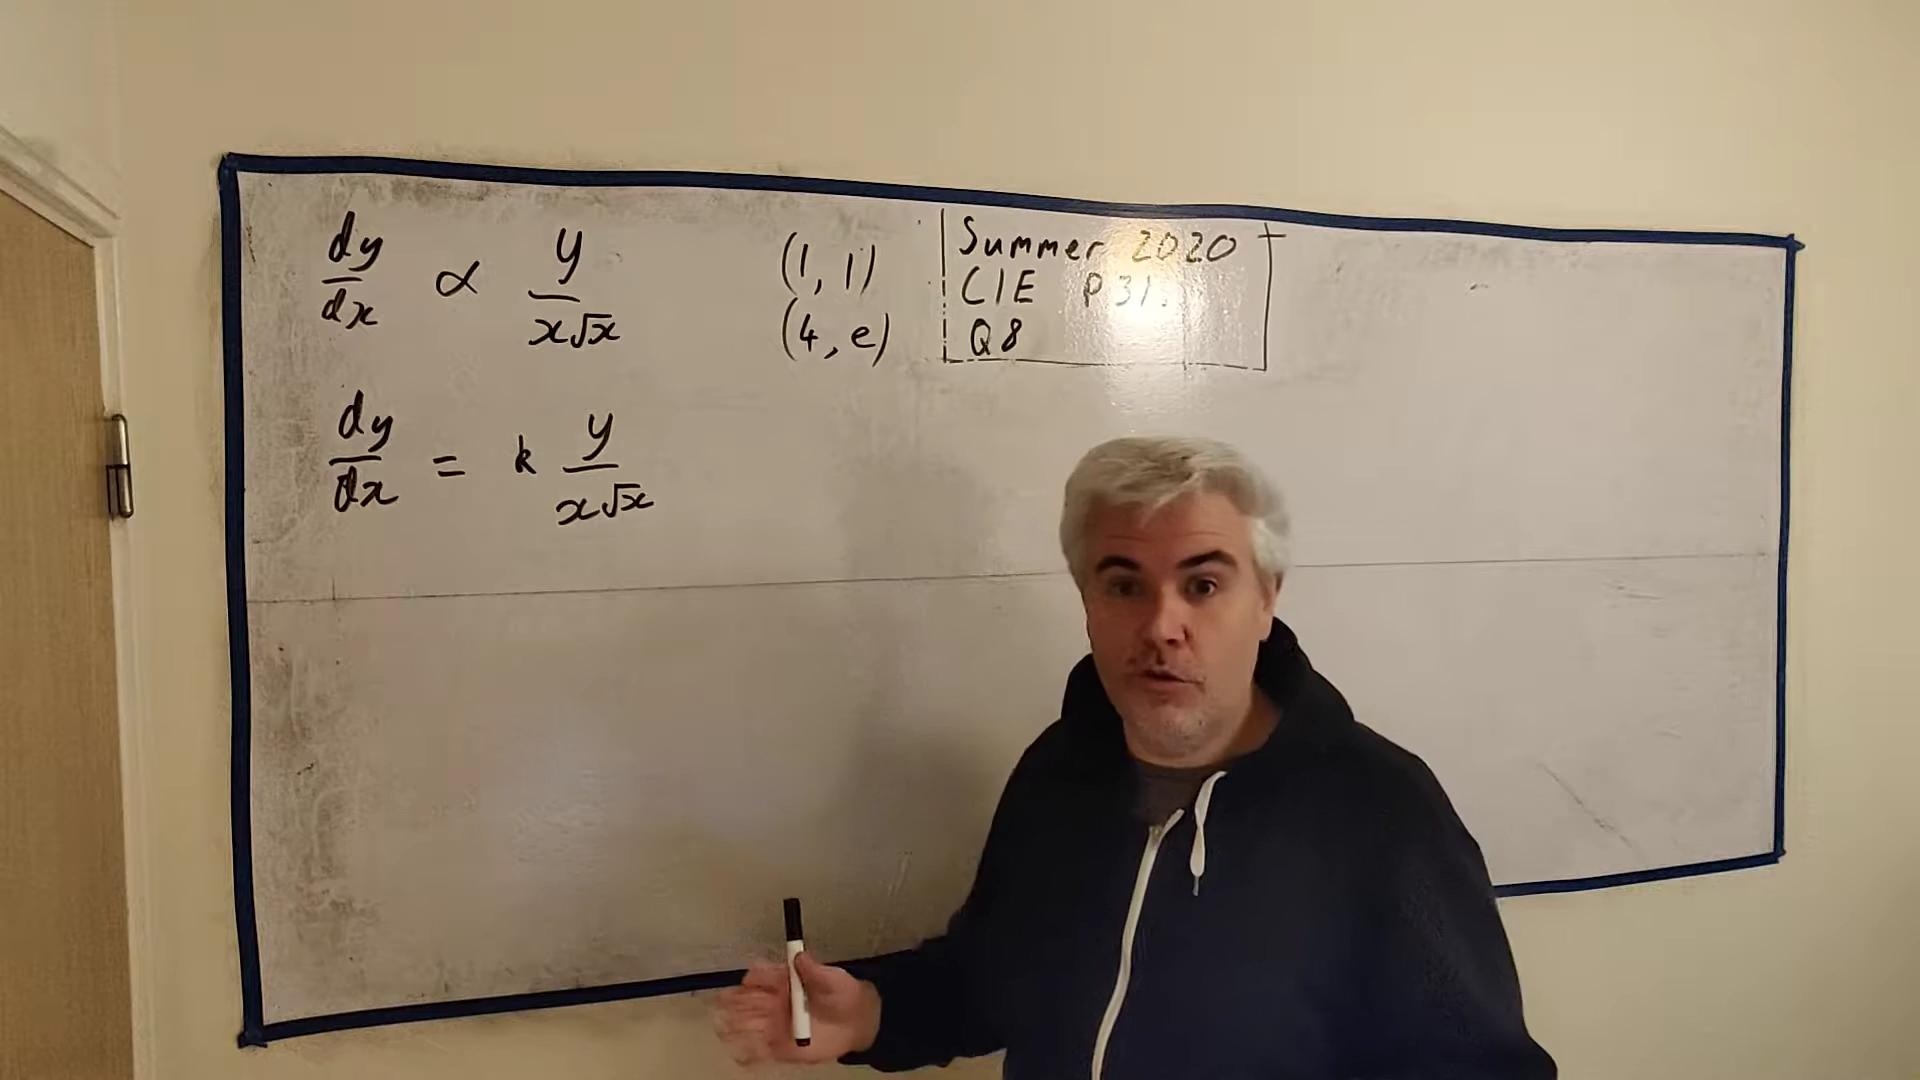 dy/dx ∝ y/x√x
(1, 1)
(4, e)
Summer 2020
CIE P31.
Q8
dy/dx = k y/x√x